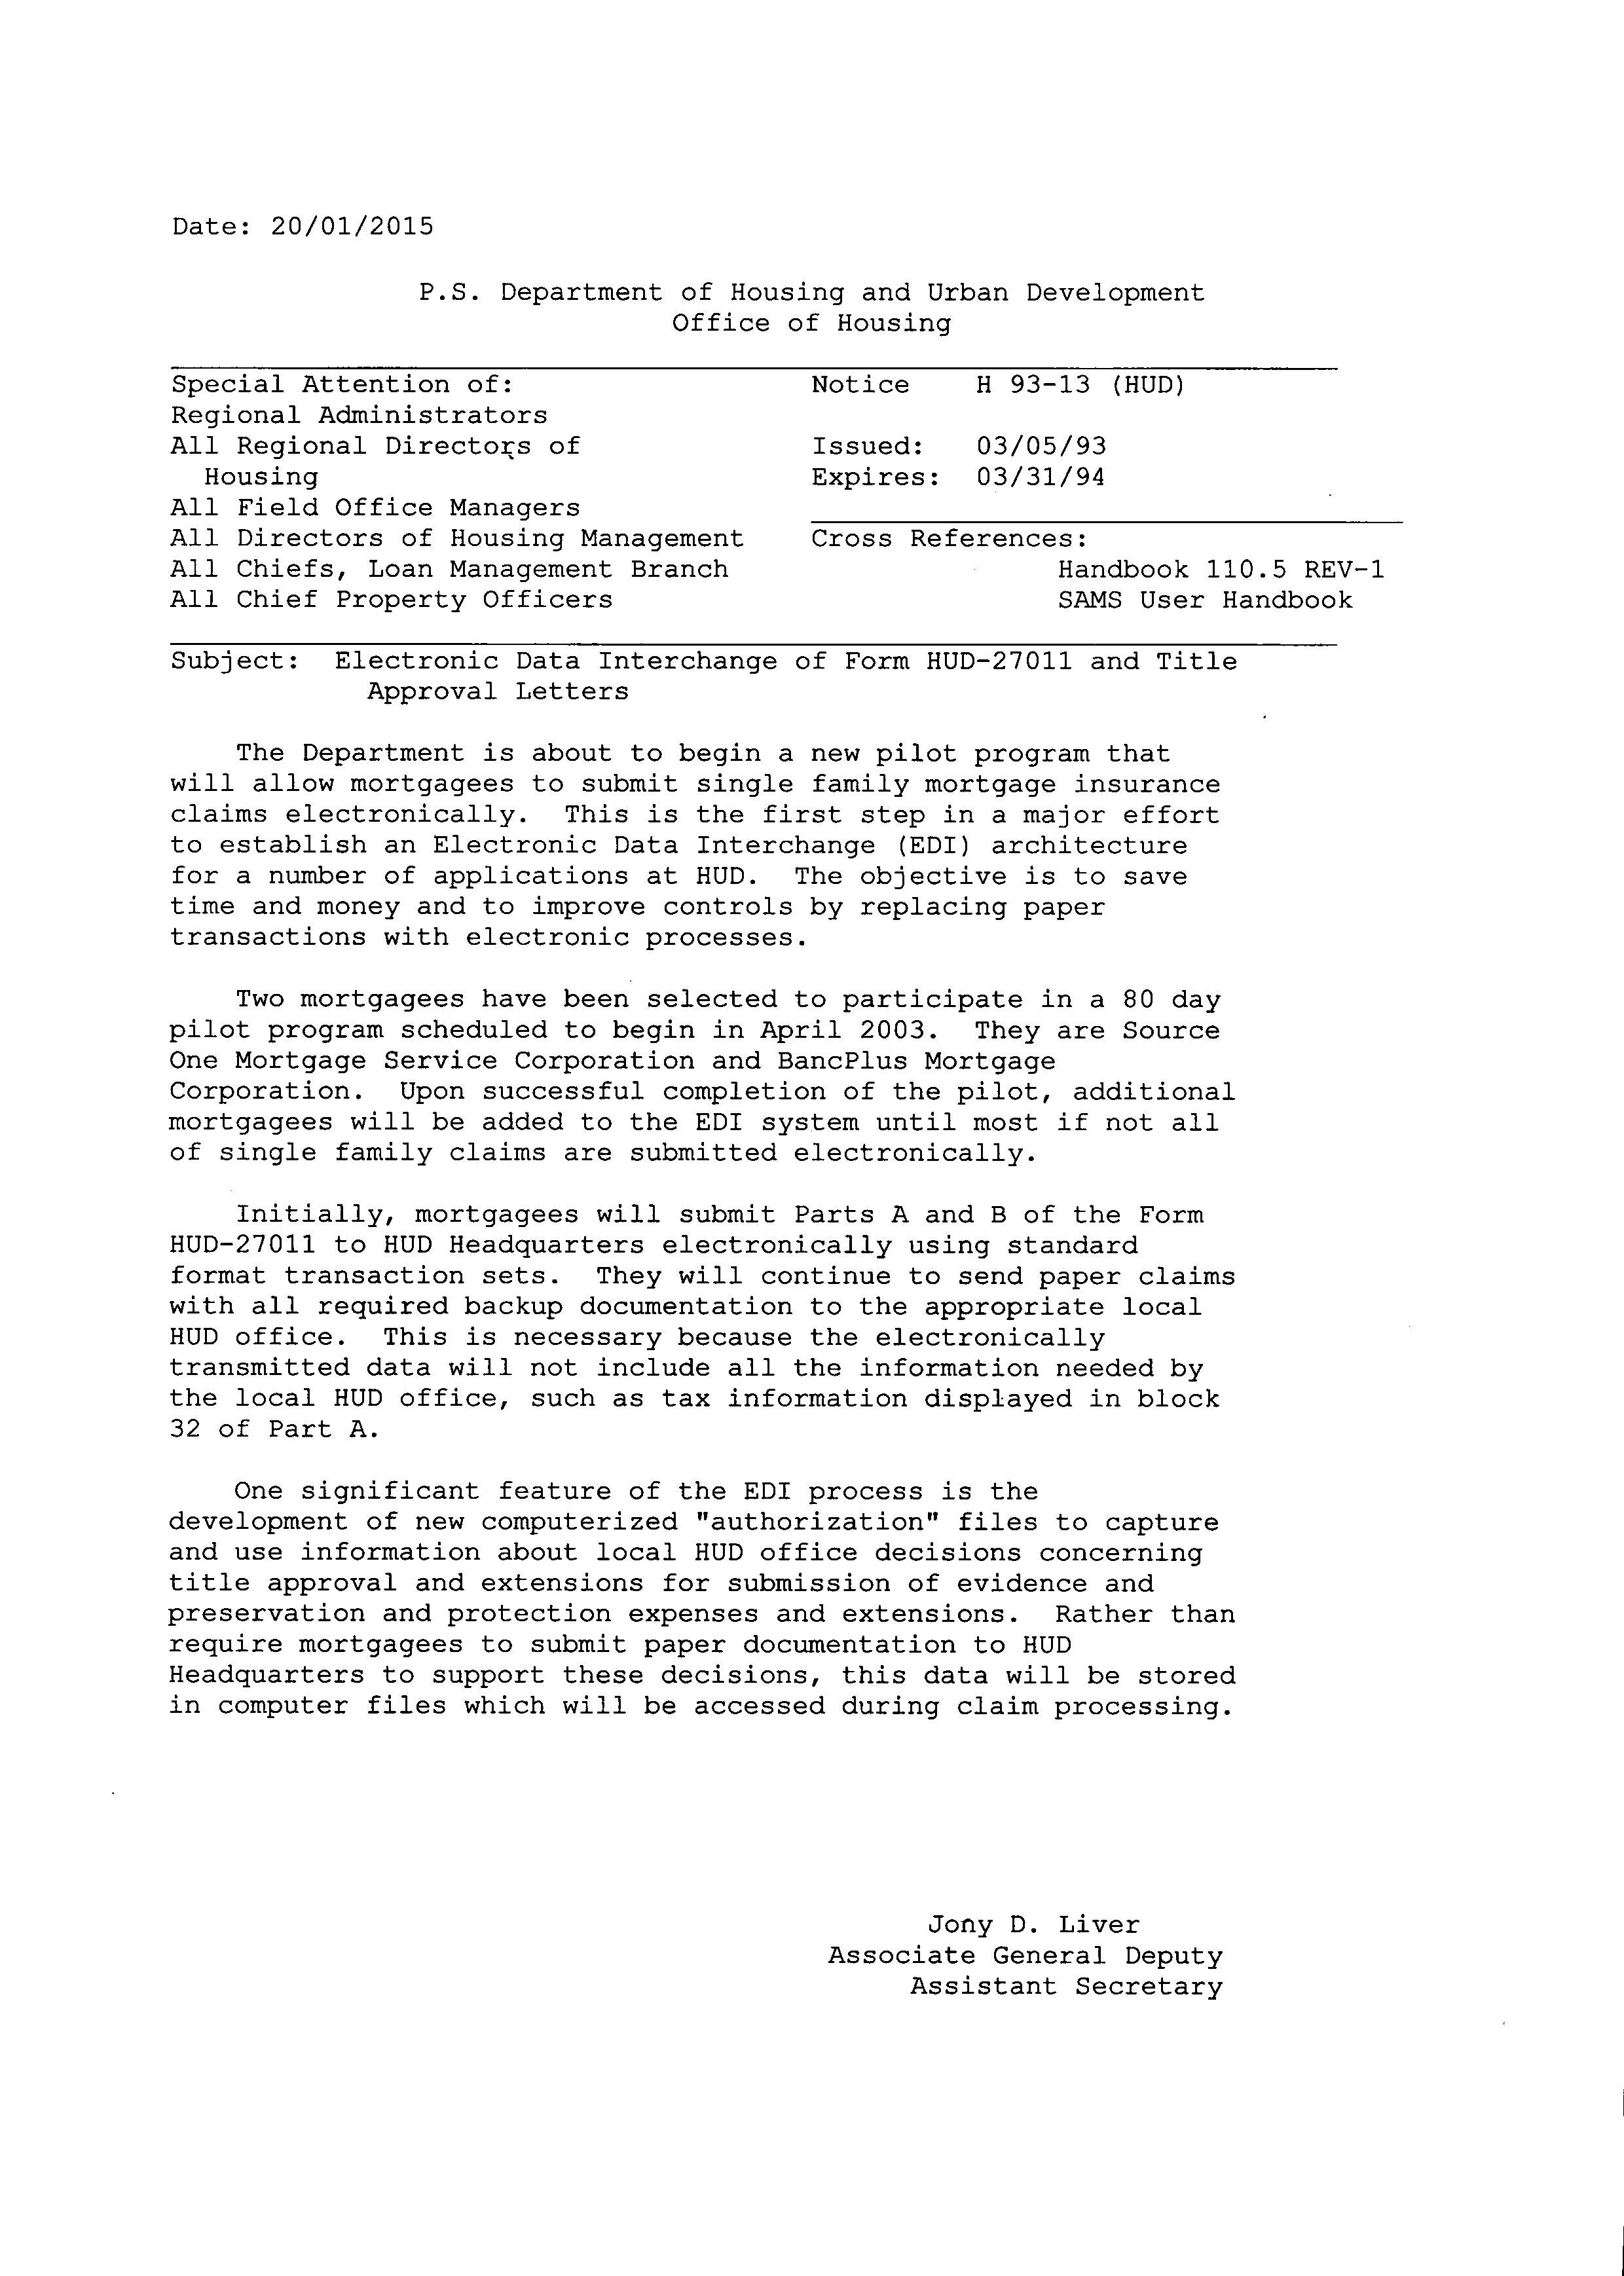 Date: 20/01/2015
P.S. Department of Housing and Urban Development
Office of Housing
Special Attention of:
Regional Administrators
All Regional Directors of
Housing
All Field Office Managers
All Directors of Housing Management
All Chiefs, Loan Management Branch
All Chief Property Officers
Notice H 93-13 (HUD)
Issued: 03/05/93
Expires: 03/31/94
Cross References:
Handbook 110.5 REV-1
SAMS User Handbook
Subject: Electronic Data Interchange of Form HUD-27011 and Title
Approval Letters
The Department is about to begin a new pilot program that
will allow mortgagees to submit single family mortgage insurance
claims electronically. This is the first step in a major effort
to establish an Electronic Data Interchange (EDI) architecture
for a number of applications at HUD. The objective is to save
time and money and to improve controls by replacing paper
transactions with electronic processes.
Two mortgagees have been selected to participate in a 80 day
pilot program scheduled to begin in April 2003. They are Source
One Mortgage Service Corporation and BancPlus Mortgage
Corporation. Upon successful completion of the pilot, additional
mortgagees will be added to the EDI system until most if not all
of single family claims are submitted electronically.
Initially, mortgagees will submit Parts A and B of the Form
HUD-27011 to HUD Headquarters electronically using standard
format transaction sets. They will continue to send paper claims
with all required backup documentation to the appropriate local
HUD office. This is necessary because the electronically
transmitted data will not include all the information needed by
the local HUD office, such as tax information displayed in block
32 of Part A.
One significant feature of the EDI process is the
development of new computerized "authorization" files to capture
and use information about local HUD office decisions concerning
title approval and extensions for submission of evidence and
preservation and protection expenses and extensions. Rather than
require mortgagees to submit paper documentation to HUD
Headquarters to support these decisions, this data will be stored
in computer files which will be accessed during claim processing.
Jony D. Liver
Associate General Deputy
Assistant Secretary